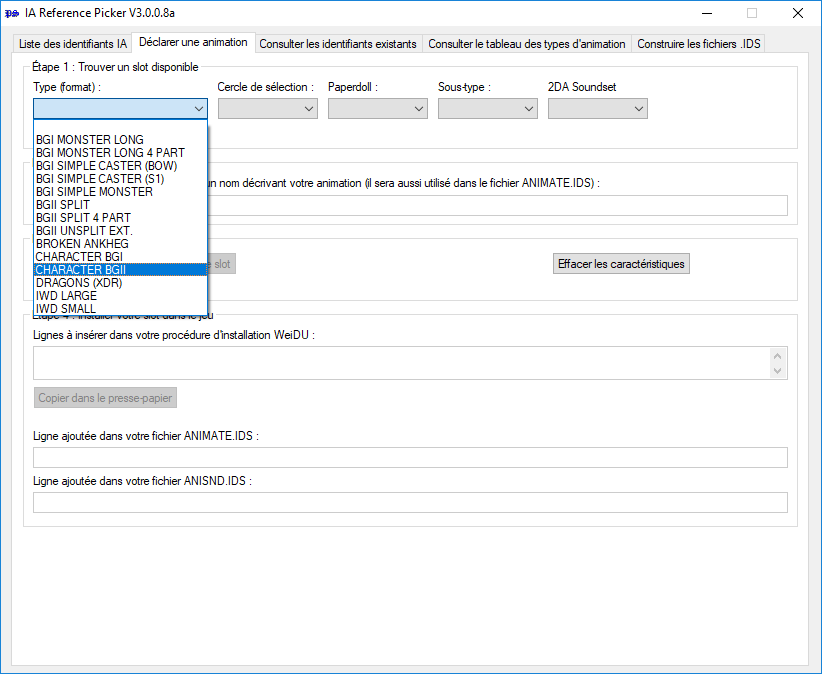 IA Reference Picker V3.0.0.8a
Liste des identifiants IA
Déclarer une animation
Consulter les identifiants existants
Consulter le tableau des types d'animation
Construire les fichiers .IDS
Étape 1 : Trouver un slot disponible
Type (format) :
Cercle de sélection :
Paperdoll :
Sous-type :
2DA Soundset
BGI MONSTER LONG
BGI MONSTER LONG 4 PART
BGI SIMPLE CASTER (BOW)
BGI SIMPLE CASTER (S1)
BGI SIMPLE MONSTER
BGII SPLIT
BGII SPLIT 4 PART
BGII UNSPLIT EXT.
BROKEN ANKHEG
CHARACTER BGI
CHARACTER BGII
DRAGONS (XDR)
IWD LARGE
IWD SMALL
un nom décrivant votre animation (il sera aussi utilisé dans le fichier ANIMATE.IDS) :
slot
Effacer les caractéristiques
Étape 4 : Installer votre slot dans le jeu
Lignes à insérer dans votre procédure d'installation WeiDU :
Copier dans le presse-papier
Ligne ajoutée dans votre fichier ANIMATE.IDS :
Ligne ajoutée dans votre fichier ANISND.IDS :